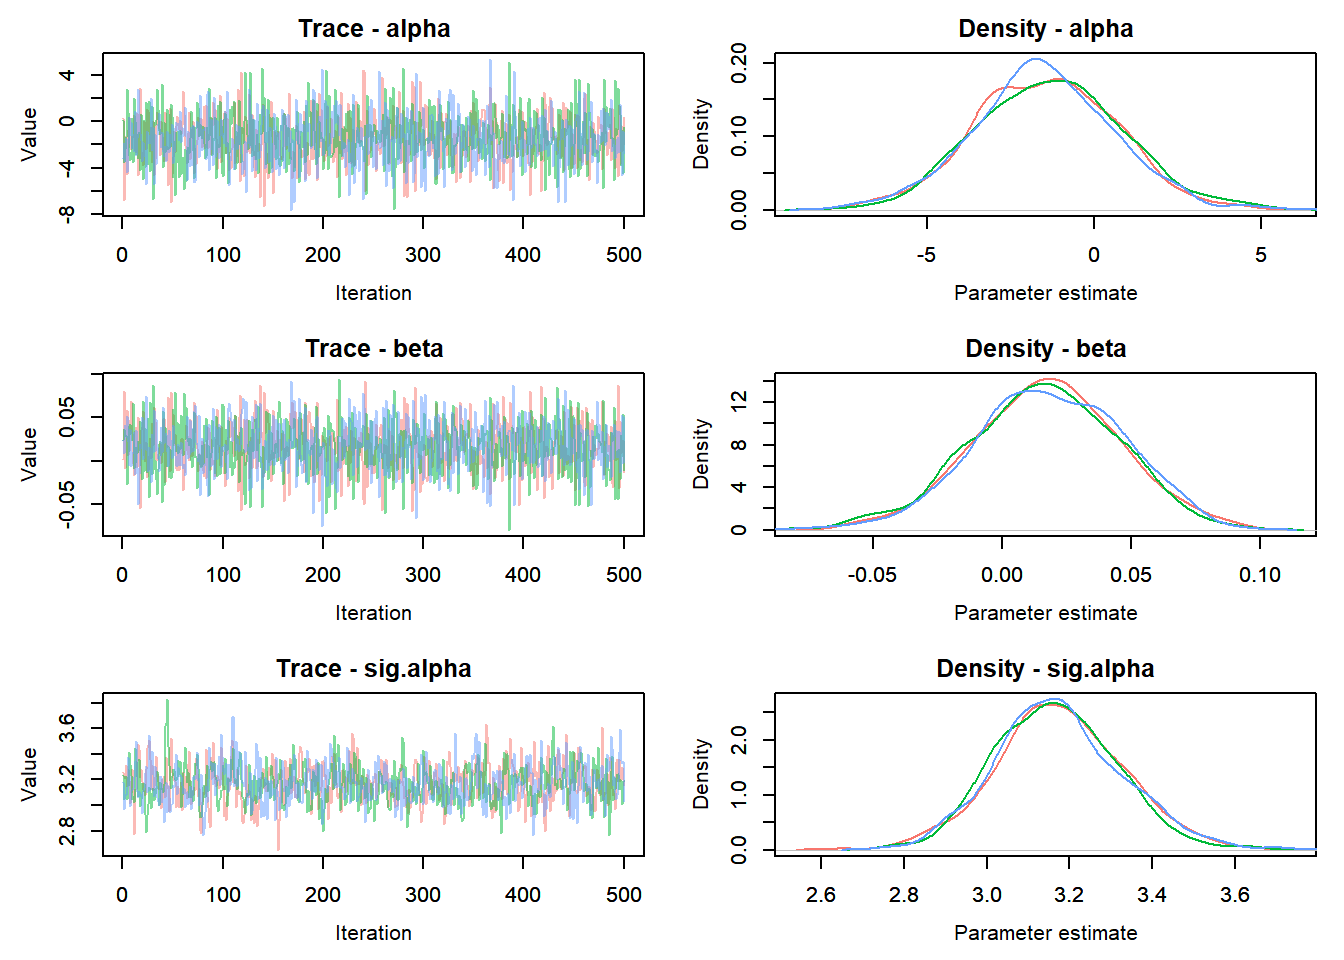 Trace - alpha
Value
4
0
-4
-8
0 100 200 300 400 500
Iteration
Density - alpha
Density
0.20
0.10
0.00
-5 0 5
Parameter estimate
Trace - beta
Value
0.05
-0.05
0 100 200 300 400 500
Iteration
Density - beta
Density
12
8
4
0
-0.05 0.00 0.05 0.10
Parameter estimate
Trace - sig.alpha
Value
3.6
3.2
2.8
0 100 200 300 400 500
Iteration
Density - sig.alpha
Density
2.0
1.0
0.0
2.6 2.8 3.0 3.2 3.4 3.6
Parameter estimate